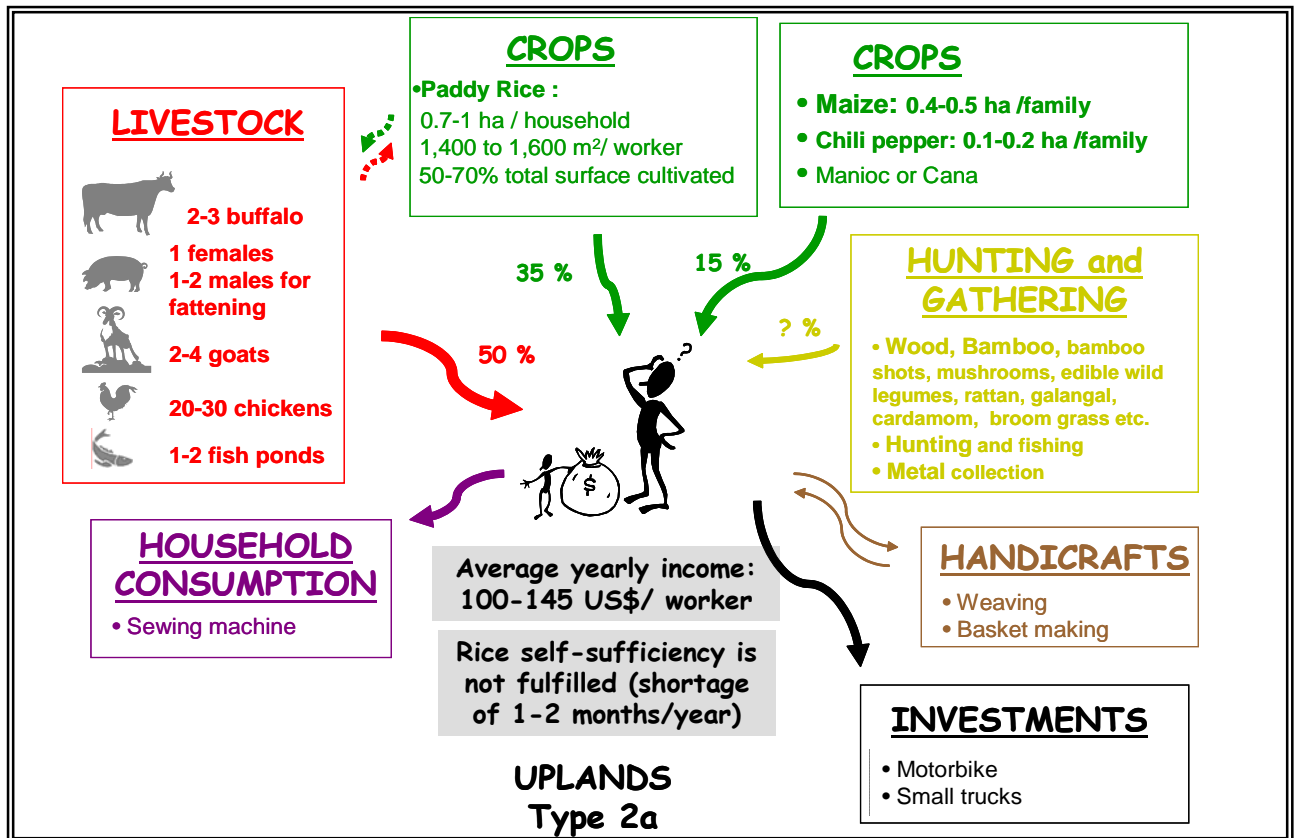 LIVESTOCK
2-3 buffalo
1 females
1-2 males for
fattening
2-4 goats
20-30 chickens
1-2 fish ponds
CROPS
•Paddy Rice :
0.7-1 ha / household
1,400 to 1,600 m²/ worker
50-70% total surface cultivated
CROPS
• Maize: 0.4-0.5 ha /family
• Chili pepper: 0.1-0.2 ha /family
• Manioc or Cana
35 %
15 %
? %
50 %
?
$
HUNTING and
GATHERING
• Wood, Bamboo, bamboo
shots, mushrooms, edible wild
legumes, rattan, galangal,
cardamom, broom grass etc.
• Hunting and fishing
• Metal collection
HOUSEHOLD
CONSUMPTION
• Sewing machine
Average yearly income:
100-145 US$/ worker
Rice self-sufficiency is
not fulfilled (shortage
of 1-2 months/year)
HANDICRAFTS
• Weaving
• Basket making
INVESTMENTS
• Motorbike
• Small trucks
UPLANDS
Type 2a